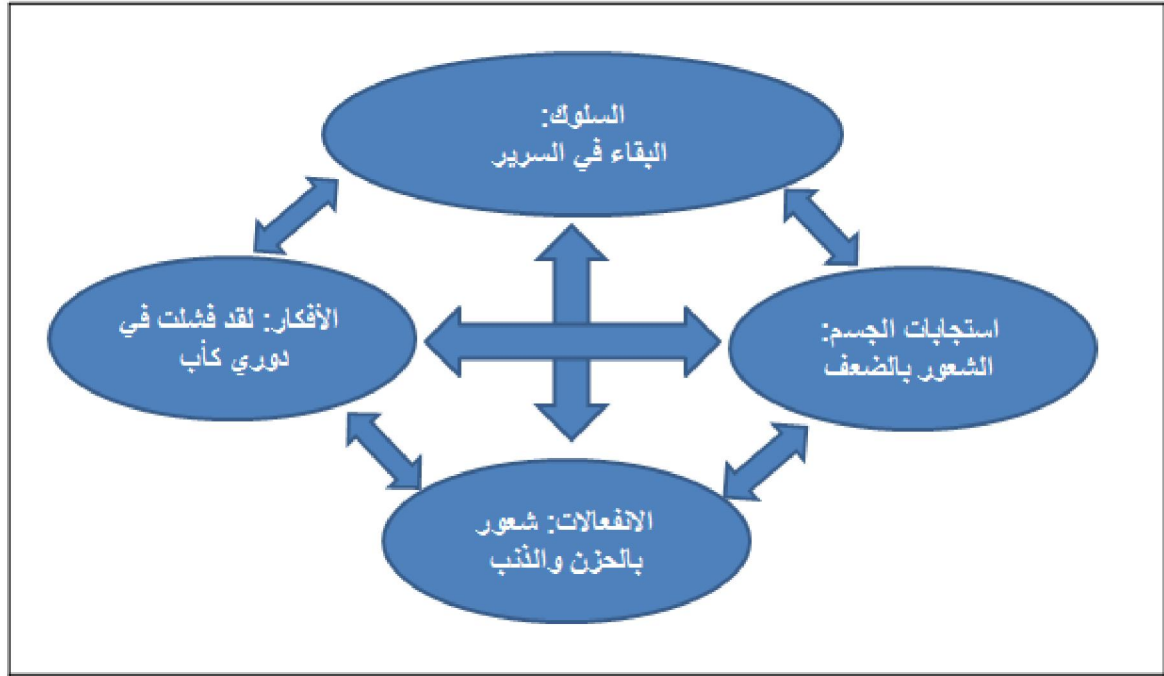 السلوك:
البقاء في السرير
استجابات الجسم:
الشعور بالضعف
الأفكار: لقد فشلت في
دوري كأب
الانفعالات: شعور
بالحزن والذنب